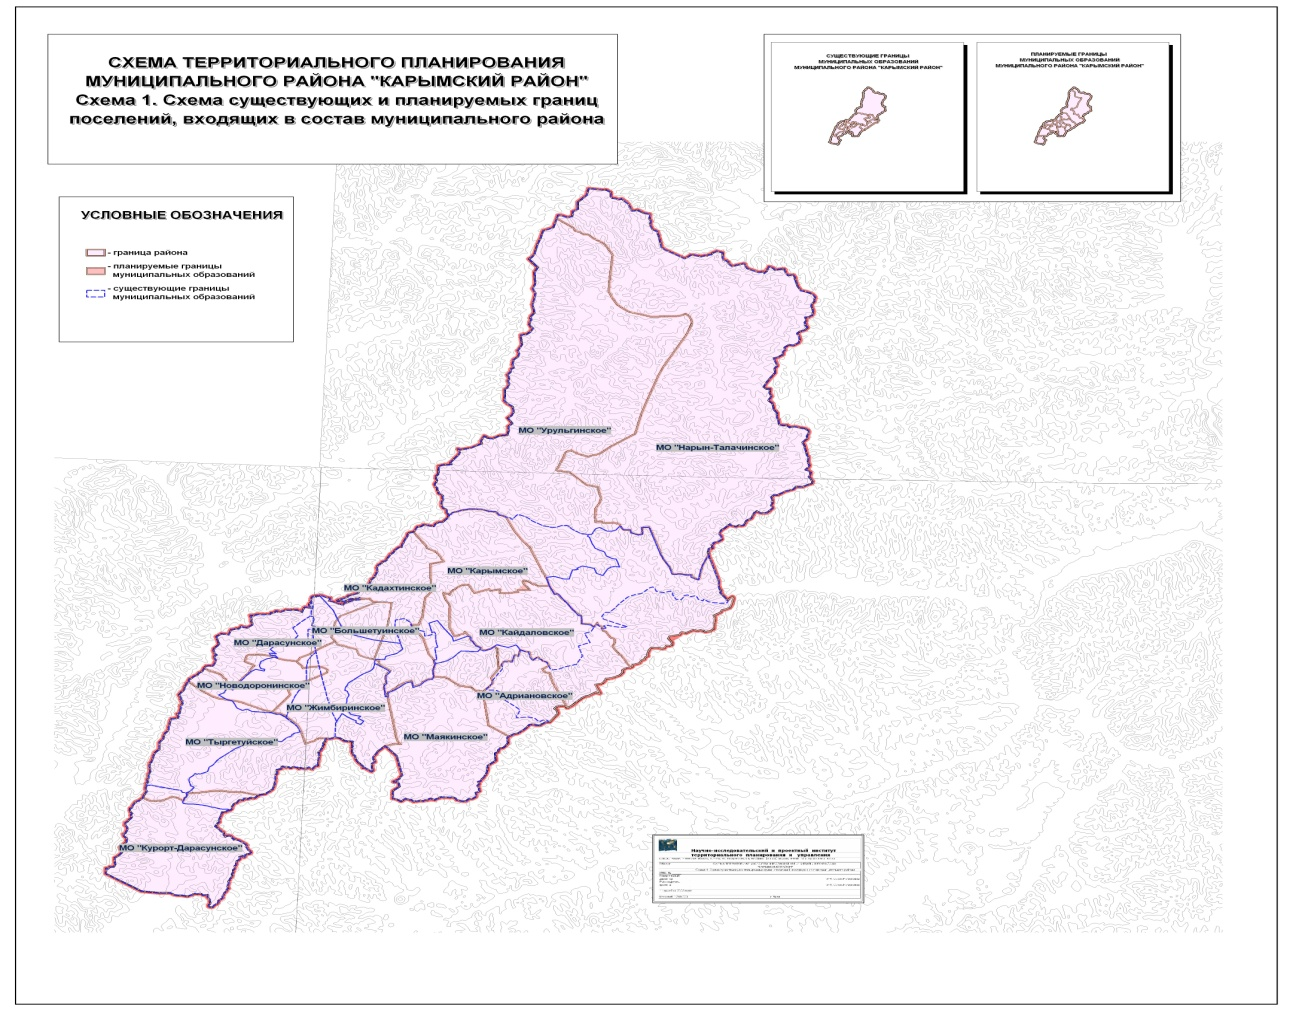 СХЕМА ТЕРРИТОРИАЛЬНОГО ПЛАНИРОВАНИЯ
МУНИЦИПАЛЬНОГО РАЙОНА "КАРЫМСКИЙ РАЙОН"
Схема 1. Схема существующих и планируемых границ
поселений, входящих в состав муниципального района
СУЩЕСТВУЮЩИЕ ГРАНИЦЫ
МУНИЦИПАЛЬНЫХ ОБРАЗОВАНИЙ
МУНИЦИПАЛЬНОГО РАЙОНА "КАРЫМСКИЙ РАЙОН"
ПЛАНИРУЕМЫЕ ГРАНИЦЫ
МУНИЦИПАЛЬНЫХ ОБРАЗОВАНИЙ
МУНИЦИПАЛЬНОГО РАЙОНА "КАРЫМСКИЙ РАЙОН"
УСЛОВНЫЕ ОБОЗНАЧЕНИЯ
- граница района
- планируемые границы
муниципальных образований
- существующие границы
муниципальных образований
МО "Урульгинское"
МО "Нарын-Талачинское"
МО "Карымское"
МО "Кадахтинское"
МО "Большетуинское"
МО "Кайдаловское"
МО "Дарасунское"
МО "Новодоронинское"
МО "Адриановское"
МО "Жимбиринское"
МО "Маякинское"
МО "Тыргетуйское"
МО "Курорт-Дарасунское"
Научно-исследовательский и проектный институт
территориального планирования и управления